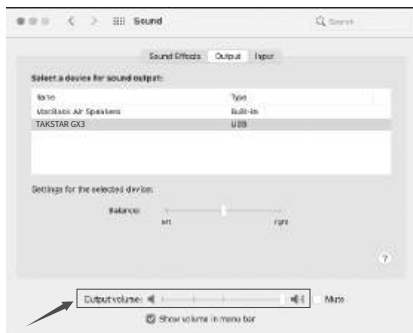 Sound
Search
Sound Effects Output Input
Select a device for sound output:
Name Type
MacBook Air Speakers Built-in
TAKSTAR GX3 USB
Settings for the selected device:
Balance:
left right
?
Output volume: Mute
Show volume in menu bar